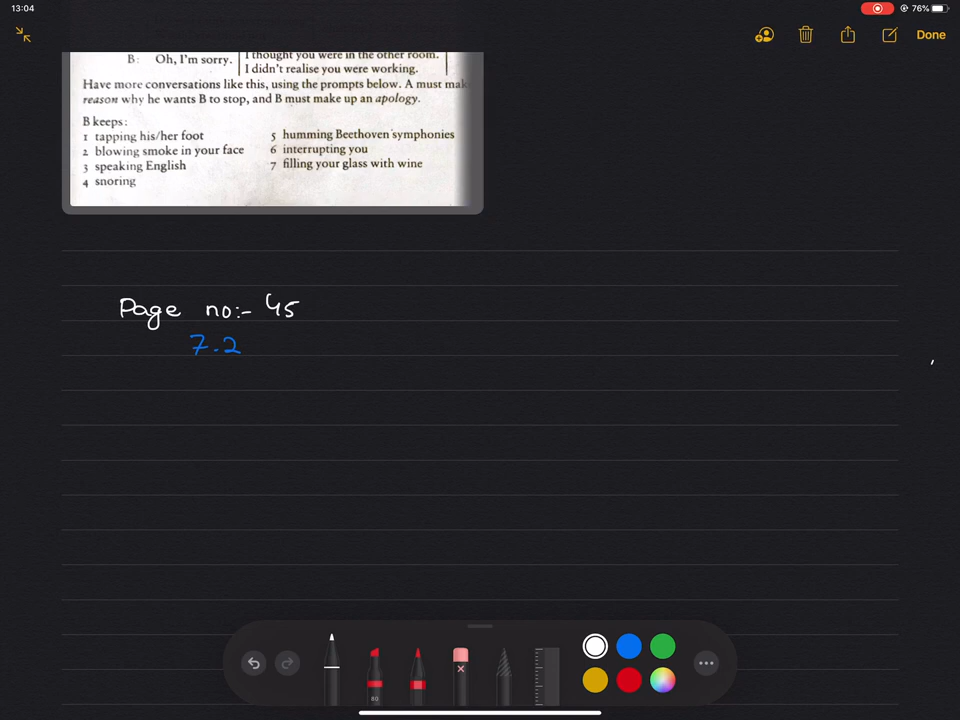 13:04
76%
Done
B: Oh, I'm sorry. I thought you were in the other room.
I didn't realise you were working.
Have more conversations like this, using the prompts below. A must
reason why he wants B to stop, and B must make up an apology.
B keeps:
1 tapping his/her foot
2 blowing smoke in your face
3 speaking English
4 snoring
5 humming Beethoven symphonies
6 interrupting you
7 filling your glass with wine
Page no:- 45
7.2
80